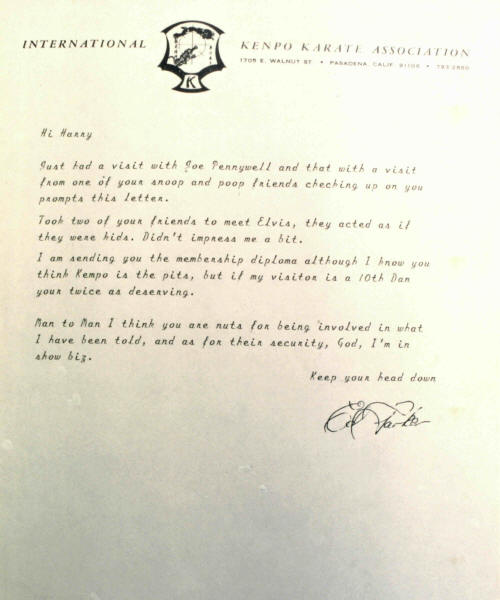 INTERNATIONAL KENPO KARATE ASSOCIATION
1705 E. WALNUT ST. • PASADENA, CALIF. 91106 • 793-2650
K
Hi Harry
Just had a visit with Joe Pennywell and that with a visit
from one of your snoop and poop friends checking up on you
prompts this letter.
Took two of your friends to meet Elvis, they acted as if
they were kids. Didn't impress me a bit.
I am sending you the membership diploma although I know you
think Kempo is the pits, but if my visitor is a 10th Dan
your twice as deserving.
Man to Man I think you are nuts for being involved in what
I have been told, and as for their security, God, I'm in
show biz.
Keep your head down
Ed Parker